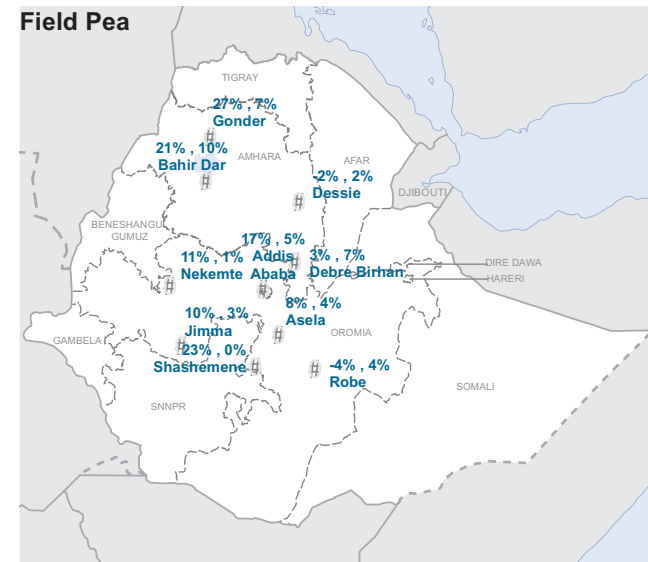 Field Pea
TIGRAY
27% , 7%
Gonder
#
21% , 10%
Bahir Dar
#
AMHARA
AFAR
-2% , 2%
Dessie
#
DJIBOUTI
BENESHANGU
GUMUZ
17% , 5%
Addis
Ababa
#
3% , 7%
Debre Birhan
#
DIRE DAWA
HARERI
11% , 1%
Nekemte
#
8% , 4%
Asela
#
10% , 3%
Jimma
#
OROMIA
GAMBELA
23% , 0%
Shashemene
#
-4% , 4%
Robe
#
SOMALI
SNNPR